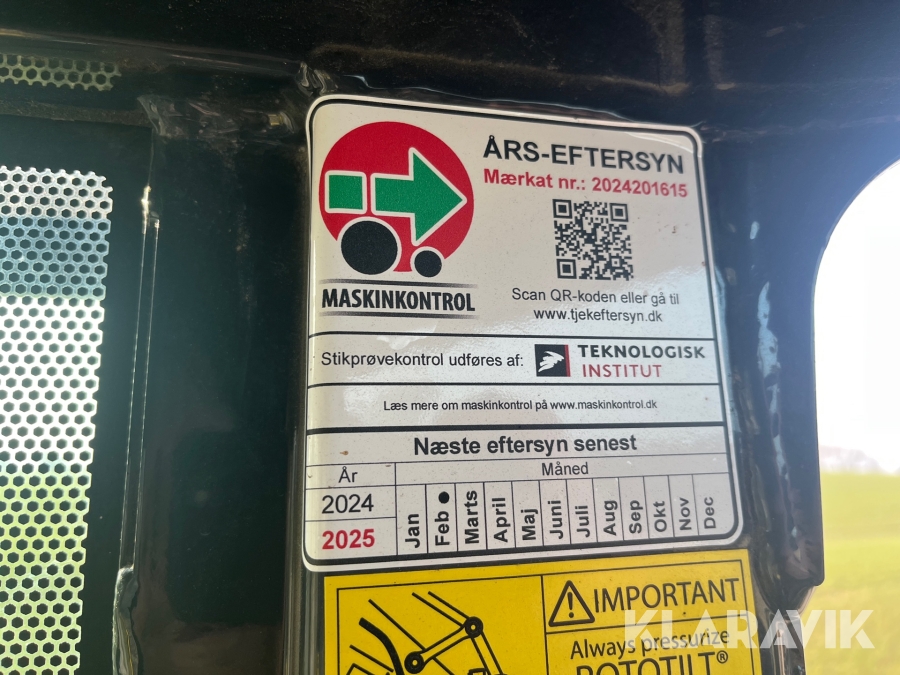 ÅRS-EFTERSYN
Mærkat nr.: 2024201615
MASKINKONTROL
Scan QR-koden eller gå til
www.tjekeftersyn.dk
Stikprøvekontrol udføres af:
TEKNOLOGISK
INSTITUT
Læs mere om maskinkontrol på www.maskinkontrol.dk
Næste eftersyn senest
År
Måned
2024
2025
Jan
Feb
Marts
April
Maj
Juni
Juli
Aug
Sep
Okt
Nov
Dec
IMPORTANT
Always pressurize
ROTOTILT®
KLARAVIK